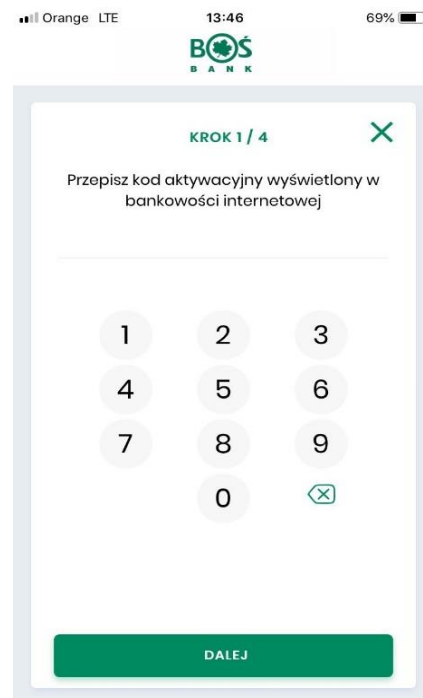 Orange LTE 13:46 69%
BOŚ
BANK
KROK 1 / 4
Przepisz kod aktywacyjny wyświetlony w
bankowości internetowej
1 2 3
4 5 6
7 8 9
0
DALEJ